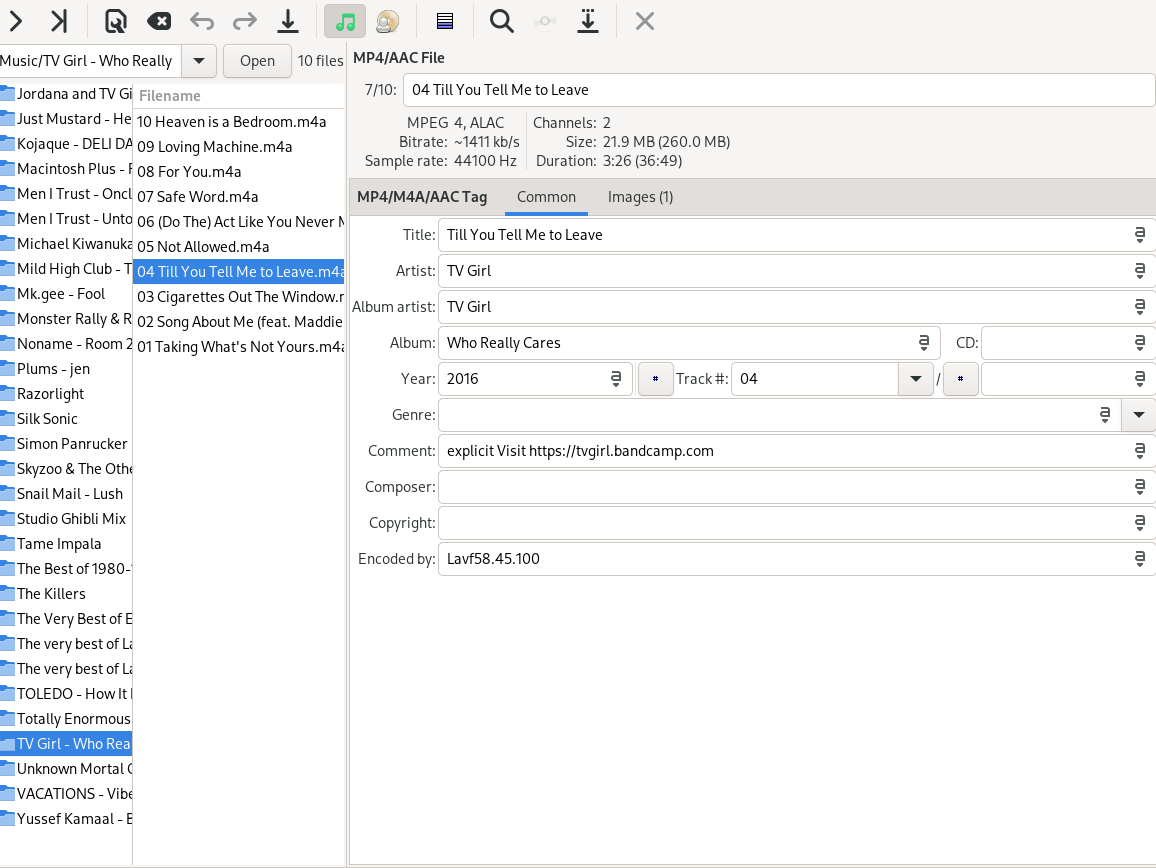 Music/TV Girl - Who Really
Open
10 files
Jordana and TV Gi
Just Mustard - He
Kojaque - DELI DA
Macintosh Plus - F
Men I Trust - Oncl
Men I Trust - Unto
Michael Kiwanuka
Mild High Club - T
Mk.gee - Fool
Monster Rally & R
Noname - Room 2
Plums - jen
Razorlight
Silk Sonic
Simon Panrucker
Skyzoo & The Othe
Snail Mail - Lush
Studio Ghibli Mix
Tame Impala
The Best of 1980-
The Killers
The Very Best of E
The very best of La
The very best of La
TOLEDO - How It
Totally Enormous
TV Girl - Who Rea
Unknown Mortal O
VACATIONS - Vibe
Yussef Kamaal - B
Filename
10 Heaven is a Bedroom.m4a
09 Loving Machine.m4a
08 For You.m4a
07 Safe Word.m4a
06 (Do The) Act Like You Never M
05 Not Allowed.m4a
04 Till You Tell Me to Leave.m4a
03 Cigarettes Out The Window.m
02 Song About Me (feat. Maddie
01 Taking What's Not Yours.m4a
MP4/AAC File
7/10: 04 Till You Tell Me to Leave
MPEG 4, ALAC Channels: 2
Bitrate: ~1411 kb/s Size: 21.9 MB (260.0 MB)
Sample rate: 44100 Hz Duration: 3:26 (36:49)
MP4/M4A/AAC Tag Common Images (1)
Title: Till You Tell Me to Leave
Artist: TV Girl
Album artist: TV Girl
Album: Who Really Cares CD:
Year: 2016 Track #: 04 /
Genre:
Comment: explicit Visit https://tvgirl.bandcamp.com
Composer:
Copyright:
Encoded by: Lavf58.45.100